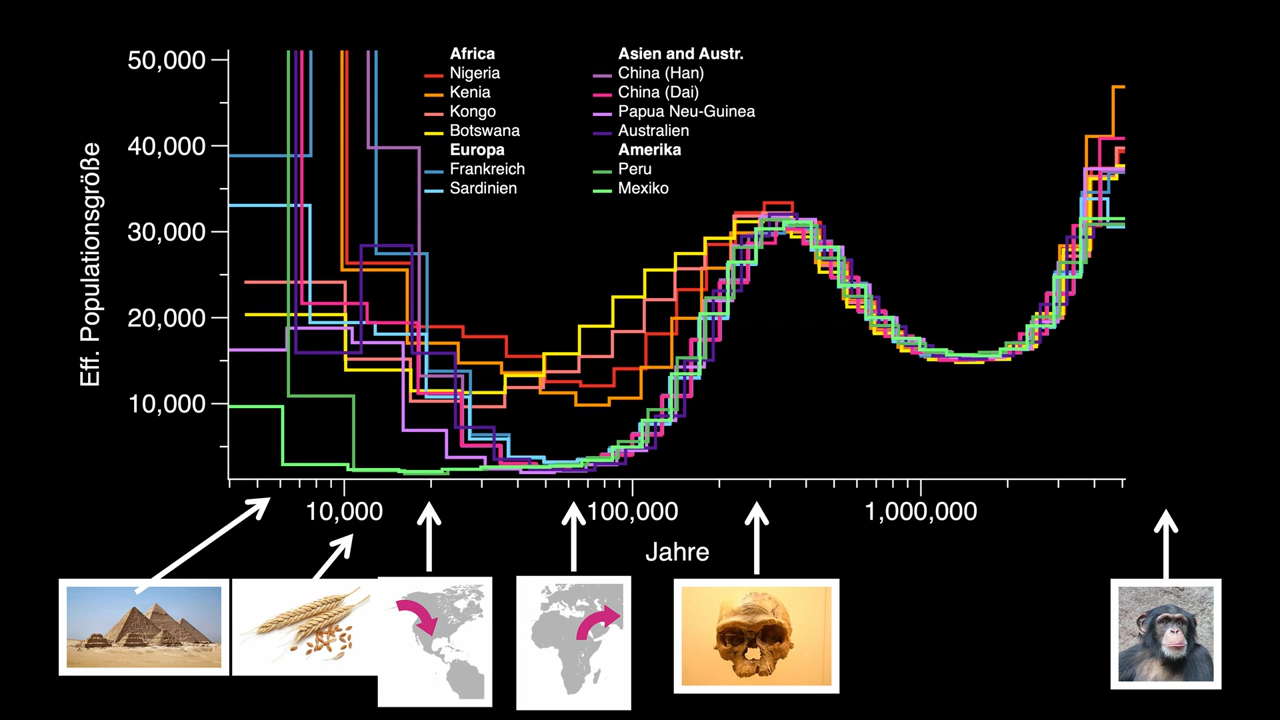 50,000
40,000
30,000
20,000
10,000
Eff. Populationsgröße
Africa
Nigeria
Kenia
Kongo
Botswana
Europa
Frankreich
Sardinien
Asien and Austr.
China (Han)
China (Dai)
Papua Neu-Guinea
Australien
Amerika
Peru
Mexiko
10,000
100,000
1,000,000
Jahre